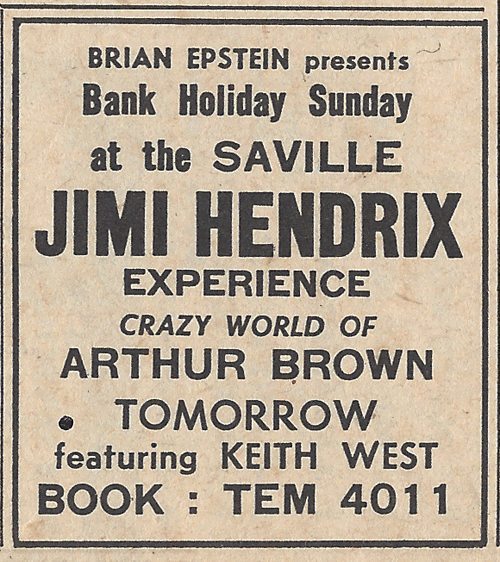 BRIAN EPSTEIN presents
Bank Holiday Sunday
at the SAVILLE
JIMI HENDRIX
EXPERIENCE
CRAZY WORLD OF
ARTHUR BROWN
TOMORROW
featuring KEITH WEST
BOOK : TEM 4011